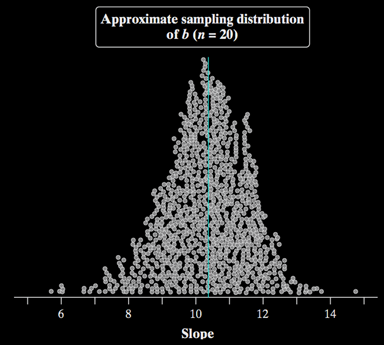 Approximate sampling distribution
of b (n = 20)
6 8 10 12 14
Slope